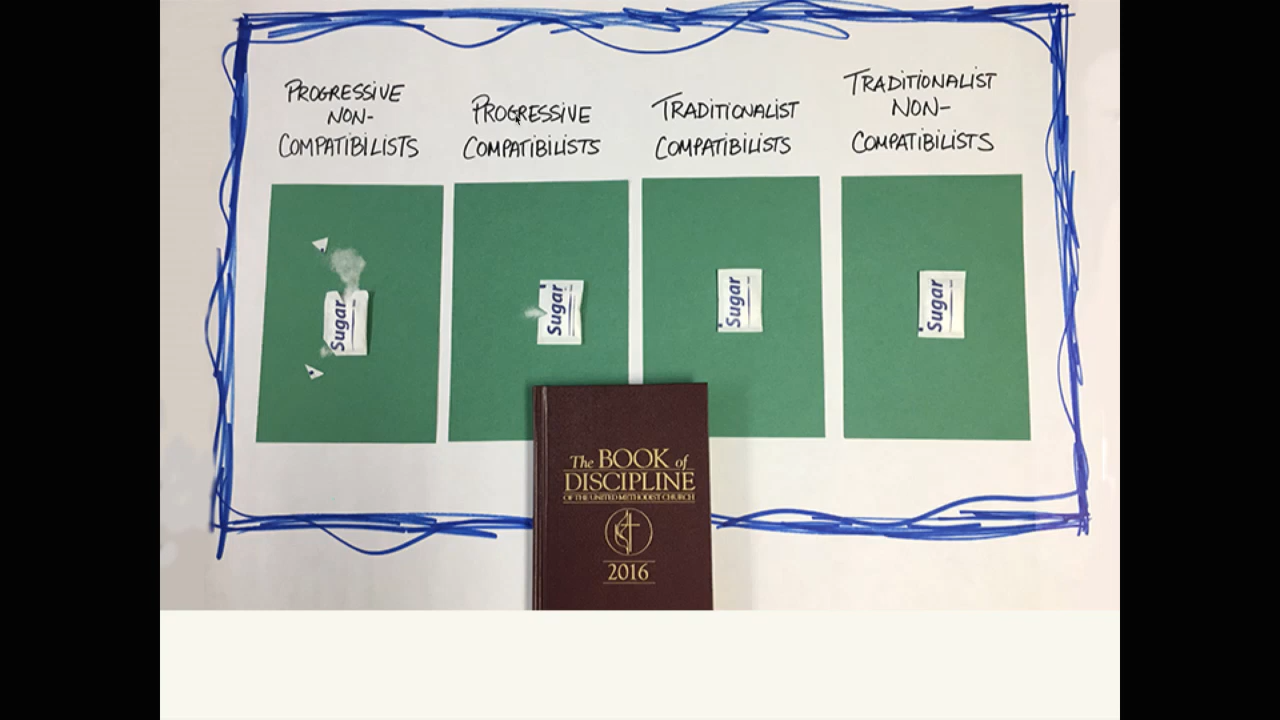 PROGRESSIVE
NON-
COMPATIBILISTS
PROGRESSIVE
COMPATIBILISTS
TRADITIONALIST
COMPATIBILISTS
TRADITIONALIST
NON-
COMPATIBILISTS
Sugar
Sugar
Sugar
Sugar
The BOOK of
DISCIPLINE
OF THE UNITED METHODIST CHURCH
2016